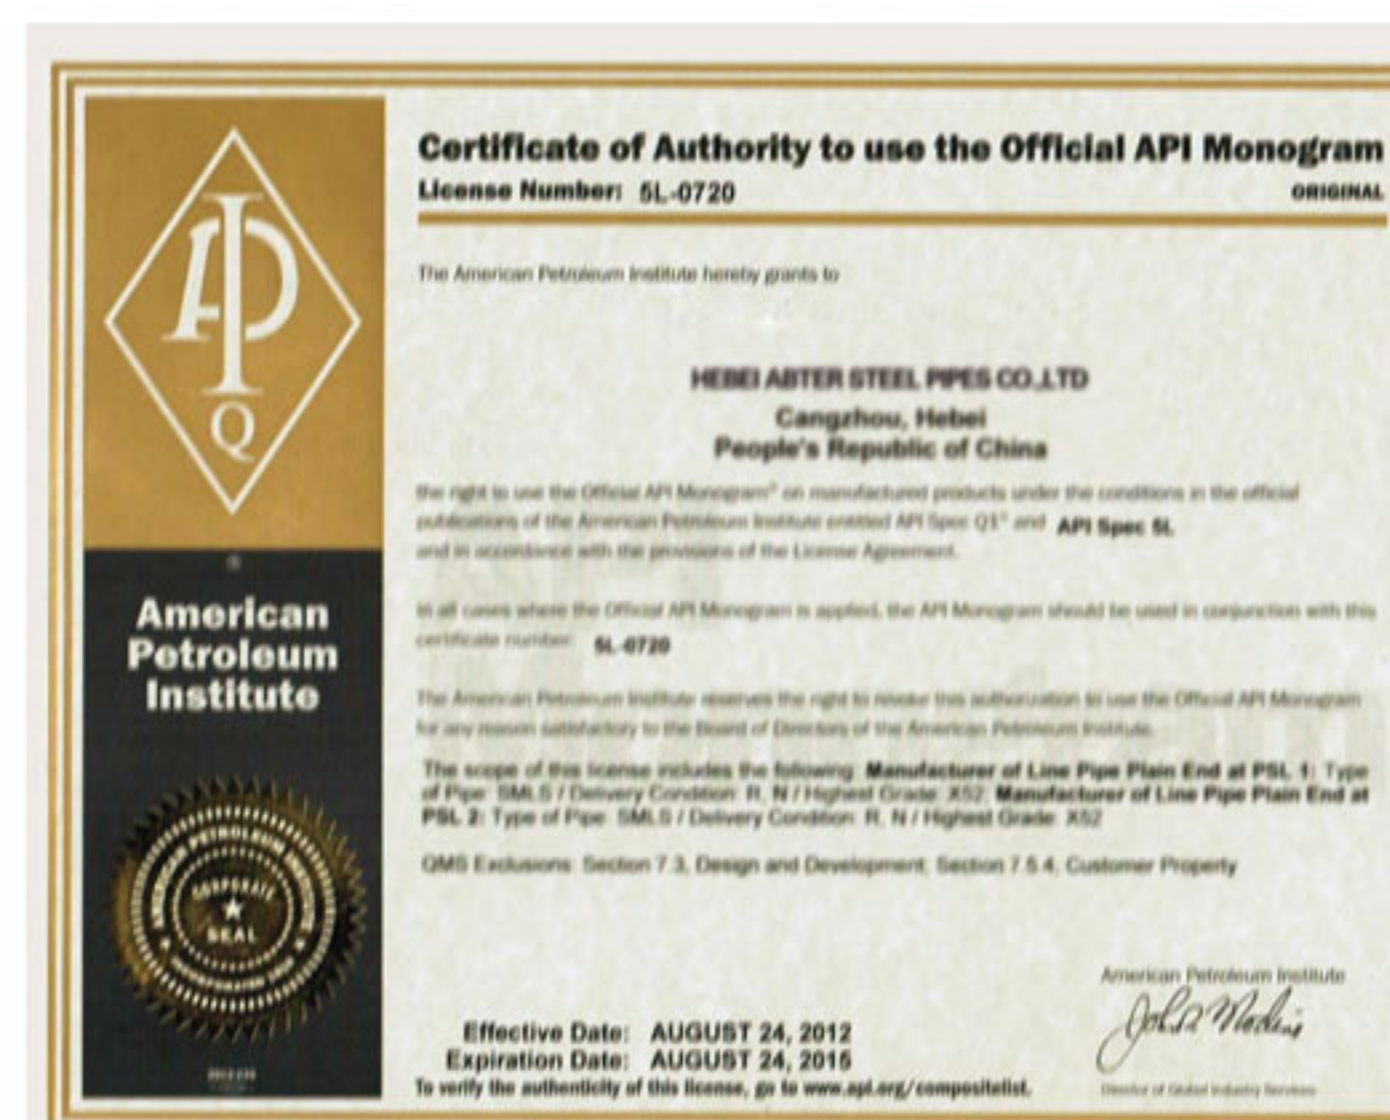 Certificate of Authority to use the Official API Monogram
License Number: 5L-0720
ORIGINAL
API
Q
The American Petroleum Institute hereby grants to
HEBEI ABTER STEEL PIPES CO.,LTD
Cangzhou, Hebei
People's Republic of China
the right to use the Official API Monogram® on manufactured products under the conditions in the official
publications of the American Petroleum Institute entitled API Spec Q1® and API Spec 5L
and in accordance with the provisions of the License Agreement.
In all cases where the Official API Monogram is applied, the API Monogram should be used in conjunction with this
certificate number: 5L-0720
The American Petroleum Institute reserves the right to revoke this authorization to use the Official API Monogram
for any reason satisfactory to the Board of Directors of the American Petroleum Institute.
The scope of this license includes the following: Manufacturer of Line Pipe Plain End at PSL 1: Type
of Pipe: SMLS / Delivery Condition: R, N / Highest Grade: X52; Manufacturer of Line Pipe Plain End at
PSL 2: Type of Pipe: SMLS / Delivery Condition: R, N / Highest Grade: X52
QMS Exclusions: Section 7.3, Design and Development; Section 7.5.4, Customer Property
American
Petroleum
Institute
AMERICAN PETROLEUM INSTITUTE
CORPORATE
SEAL
American Petroleum Institute
Effective Date: AUGUST 24, 2012
Expiration Date: AUGUST 24, 2015
To verify the authenticity of this license, go to www.api.org/compositelist.
Director of Global Industry Services